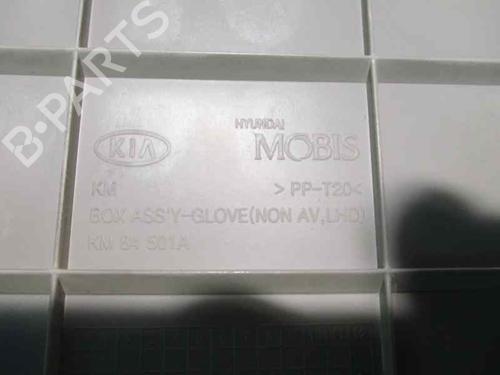 B-PARTS
KIA
HYUNDAI
MOBIS
KM >PP-T20<
BOX ASS'Y-GLOVE(NON AV,LHD)
KM 84 501A